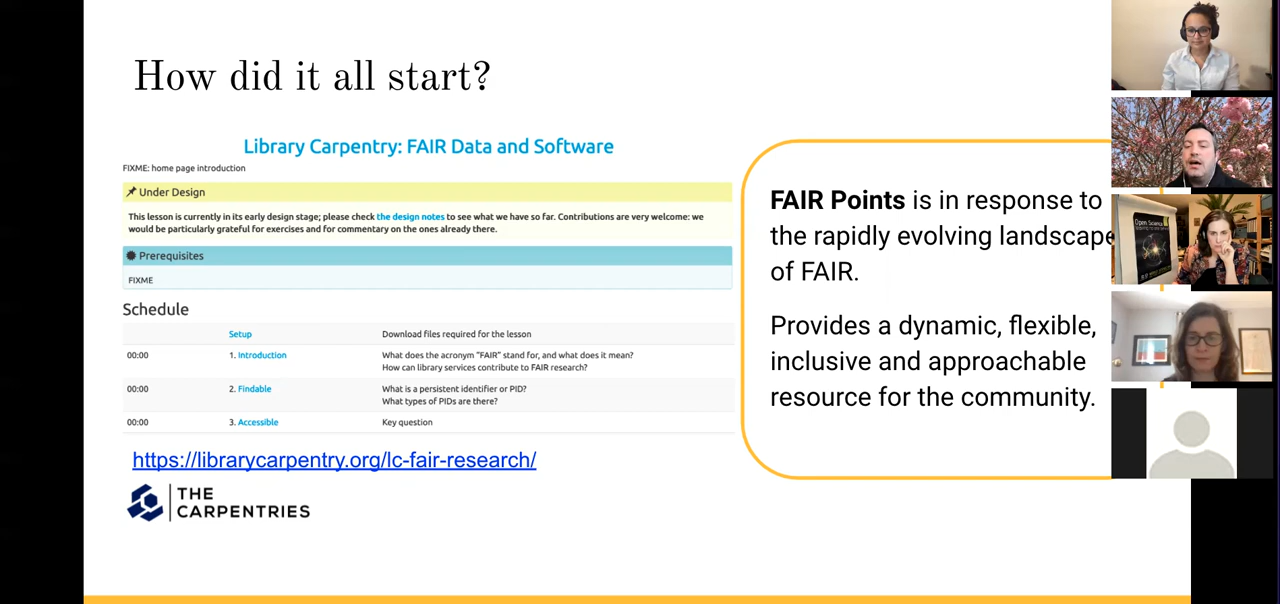 How did it all start?
Library Carpentry: FAIR Data and Software
FIXME: home page introduction
Under Design
This lesson is currently in its early design stage; please check the design notes to see what we have so far. Contributions are very welcome: we
would be particularly grateful for exercises and for commentary on the ones already there.
Prerequisites
FIXME
Schedule
Setup Download files required for the lesson
00:00 1. Introduction What does the acronym "FAIR" stand for, and what does it mean?
How can library services contribute to FAIR research?
00:00 2. Findable What is a persistent identifier or PID?
What types of PIDs are there?
00:00 3. Accessible Key question
https://librarycarpentry.org/lc-fair-research/
THE
CARPENTRIES
FAIR Points is in response to
the rapidly evolving landscape
of FAIR.
Provides a dynamic, flexible,
inclusive and approachable
resource for the community.
Open Science